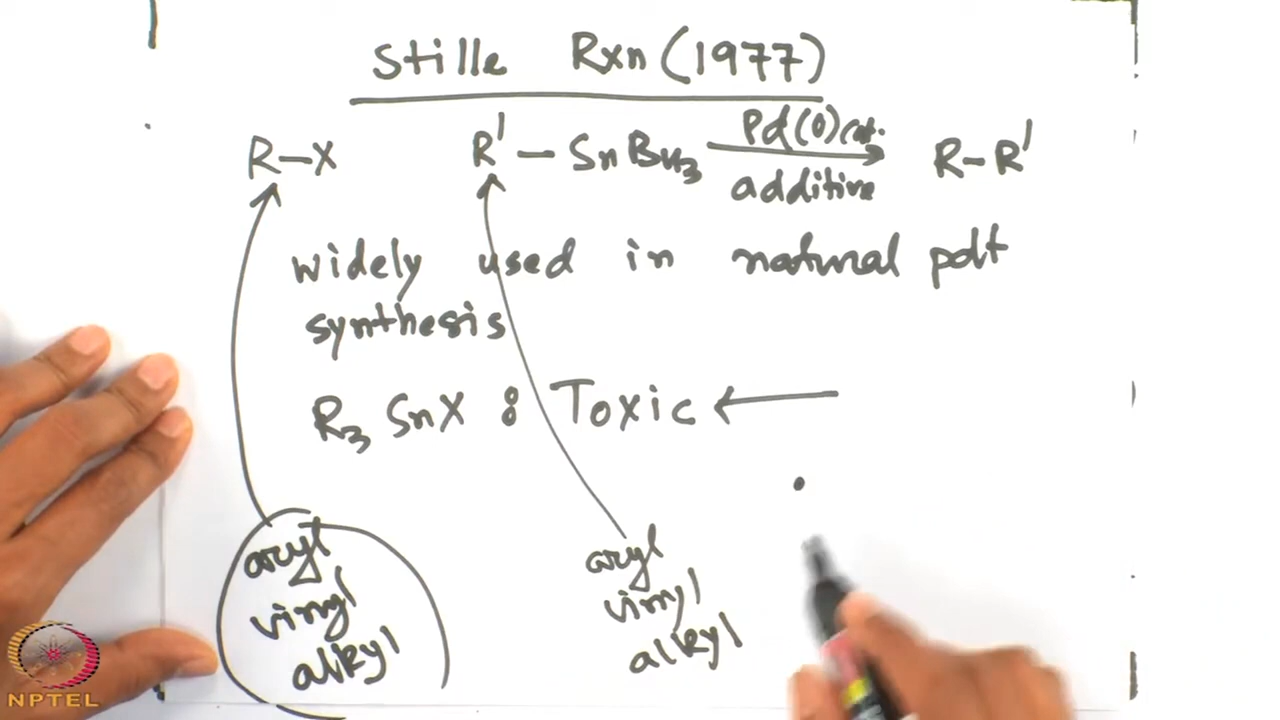 Stille Rxn (1977)
R-X R' - SnBu₃ Pd(0) cat. R-R'
additive
widely used in natural pdt
synthesis
R₃SnX : Toxic
aryl aryl
vinyl vinyl
alkyl alkyl
NPTEL